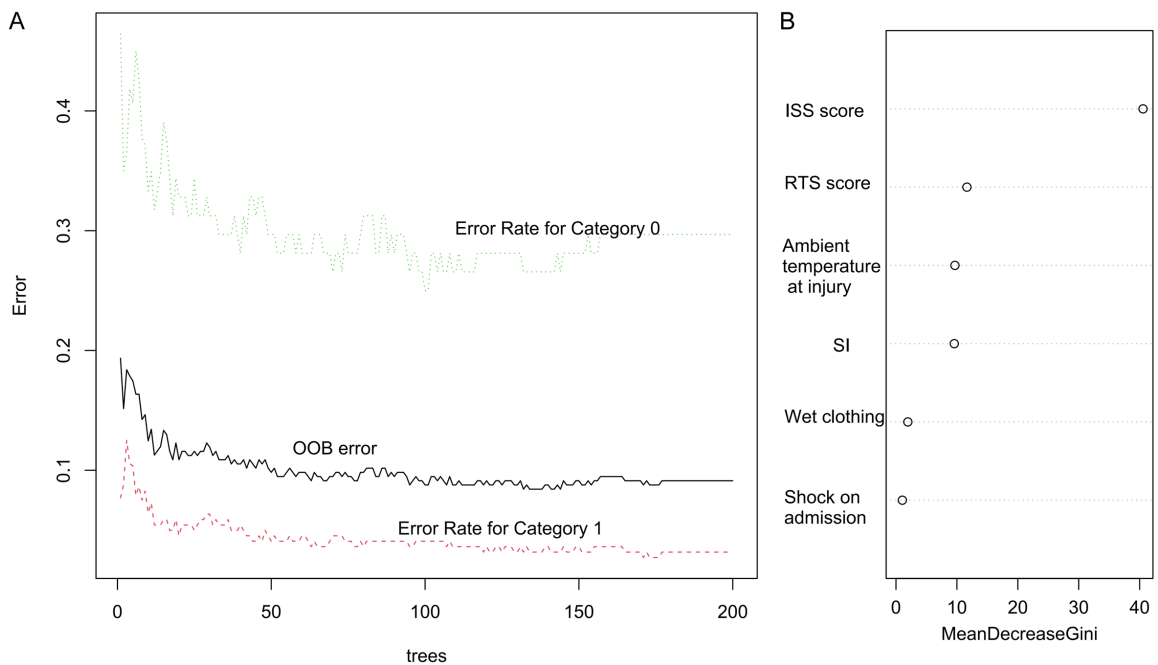 A
Error
0.4
0.3
0.2
0.1
Error Rate for Category 0
OOB error
Error Rate for Category 1
0
50
100
150
200
trees
B
ISS score
RTS score
Ambient
temperature
at injury
SI
Wet clothing
Shock on
admission
0
10
20
30
40
MeanDecreaseGini